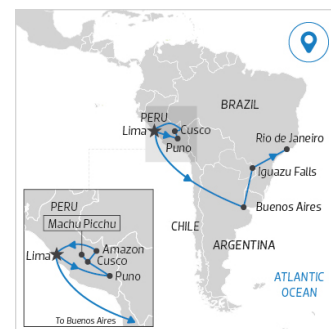 BRAZIL
PERU
Lima
Cusco
Puno
Rio de Janeiro
Iguazu Falls
Buenos Aires
CHILE
ARGENTINA
ATLANTIC
OCEAN
PERU
Machu Picchu
Lima
Amazon
Cusco
Puno
To Buenos Aires